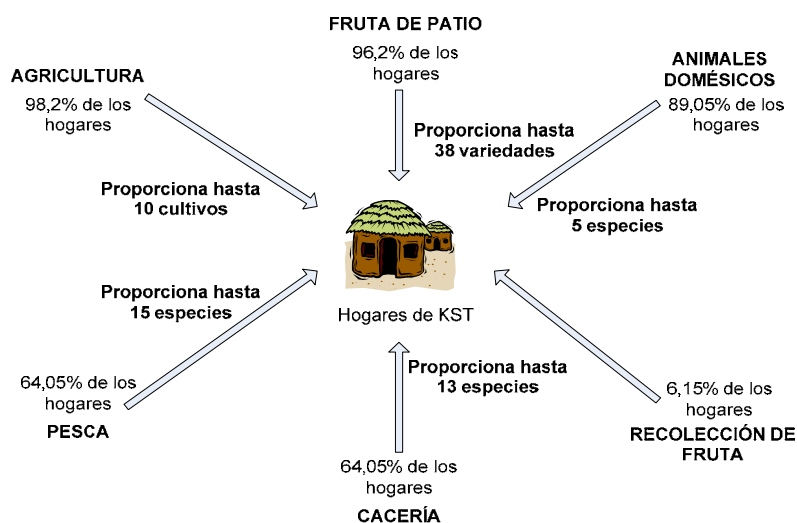 FRUTA DE PATIO
96,2% de los
hogares
AGRICULTURA
98,2% de los
hogares
ANIMALES
DOMÉSICOS
89,05% de los
hogares
Proporciona hasta
38 variedades
Proporciona hasta
10 cultivos
Proporciona hasta
5 especies
Proporciona hasta
15 especies
Hogares de KST
Proporciona hasta
13 especies
64,05% de los
hogares
PESCA
6,15% de los
hogares
RECOLECCIÓN DE
FRUTA
64,05% de los
hogares
CACERÍA